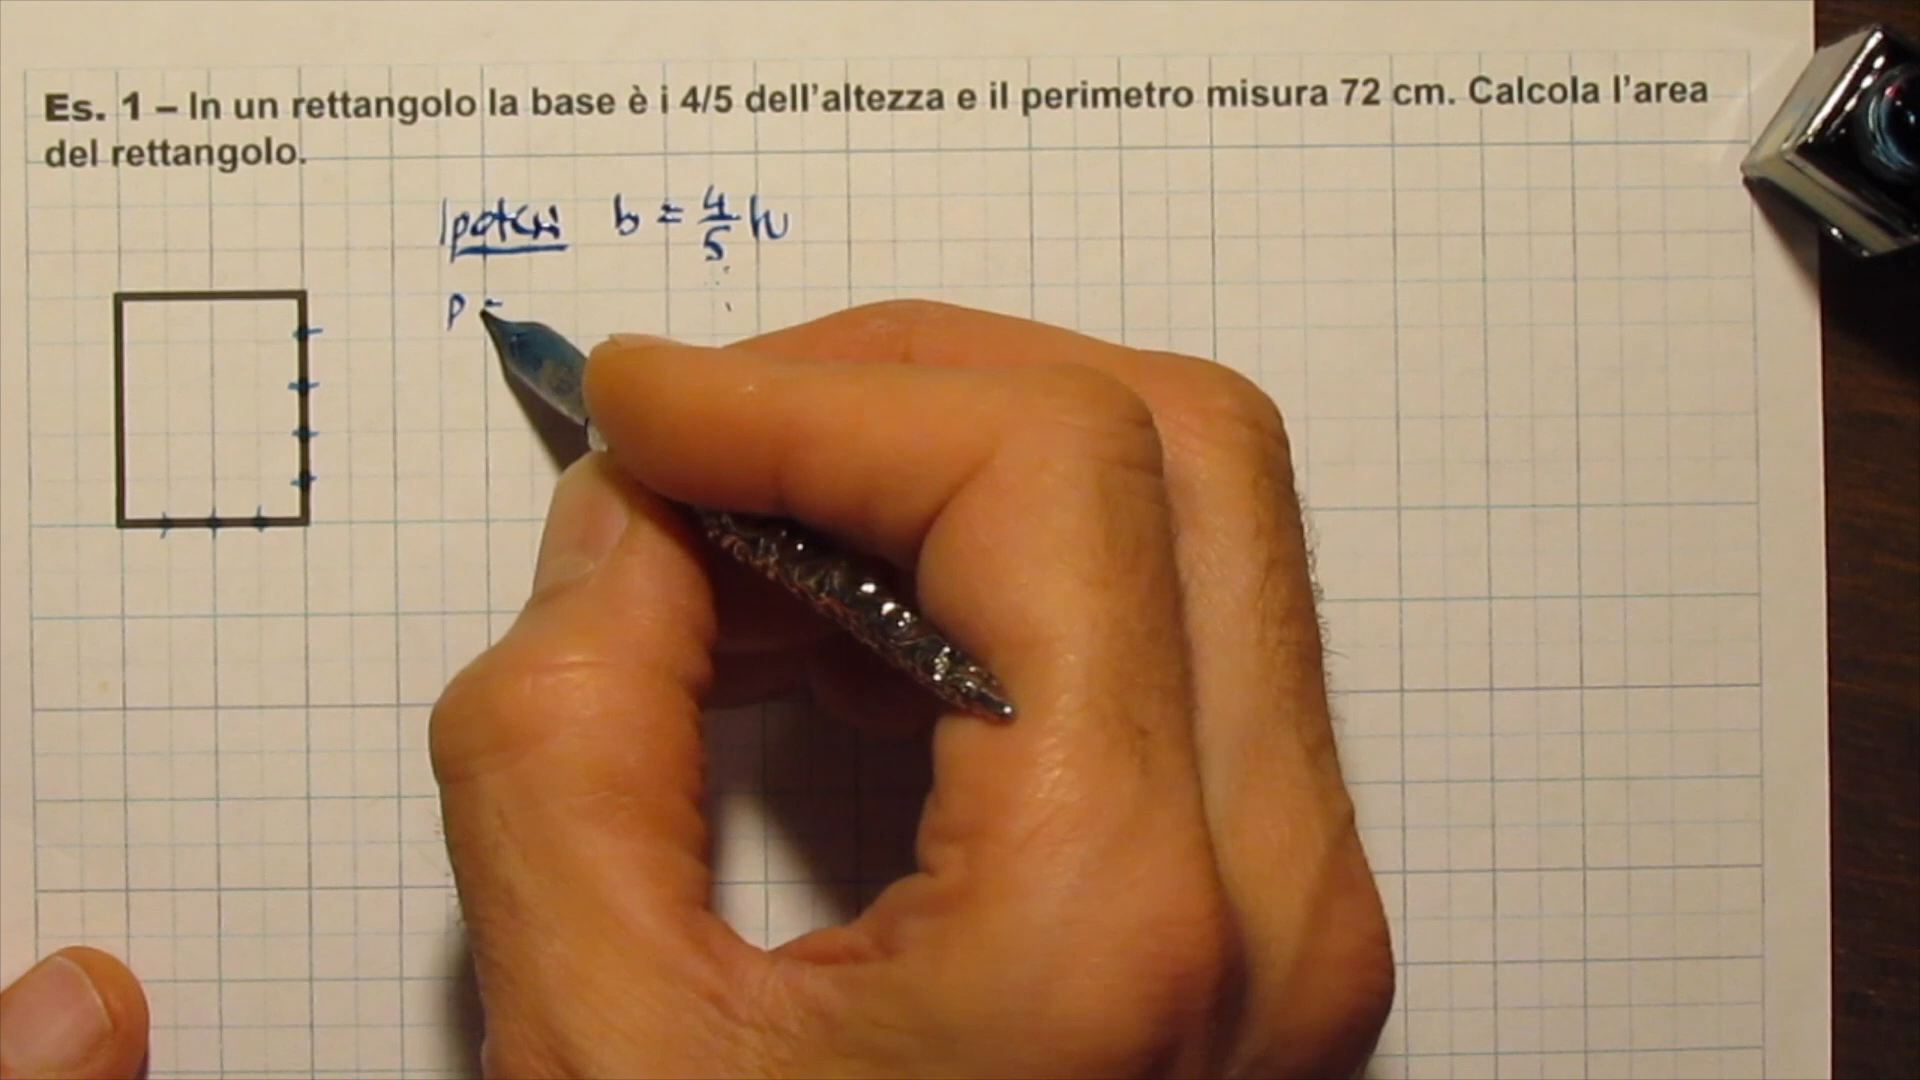 Es. 1 – In un rettangolo la base è i 4/5 dell'altezza e il perimetro misura 72 cm. Calcola l'area
del rettangolo.
Ipotesi b = 4/5 h
P =